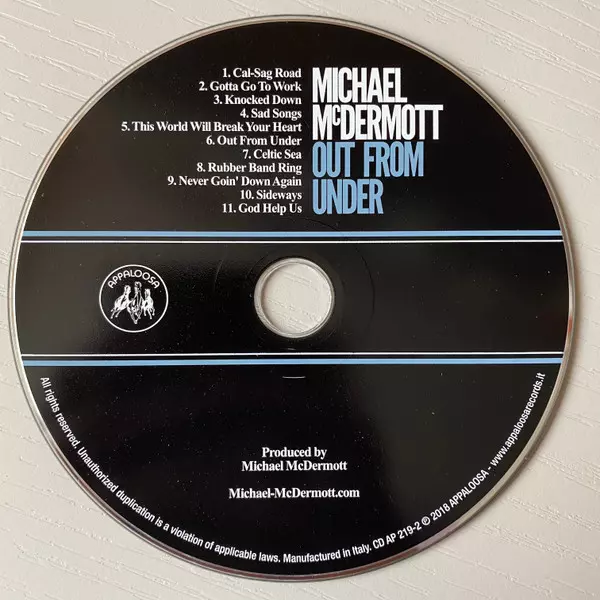 1. Cal-Sag Road
2. Gotta Go To Work
3. Knocked Down
4. Sad Songs
5. This World Will Break Your Heart
6. Out From Under
7. Celtic Sea
8. Rubber Band Ring
9. Never Goin' Down Again
10. Sideways
11. God Help Us
MICHAEL
McDERMOTT
OUT FROM
UNDER
APPALOOSA
Produced by
Michael McDermott
Michael-McDermott.com
All rights reserved. Unauthorized duplication is a violation of applicable laws. Manufactured in Italy. CD AP 219-2 ℗ 2018 APPALOOSA - www.appaloosarecords.it